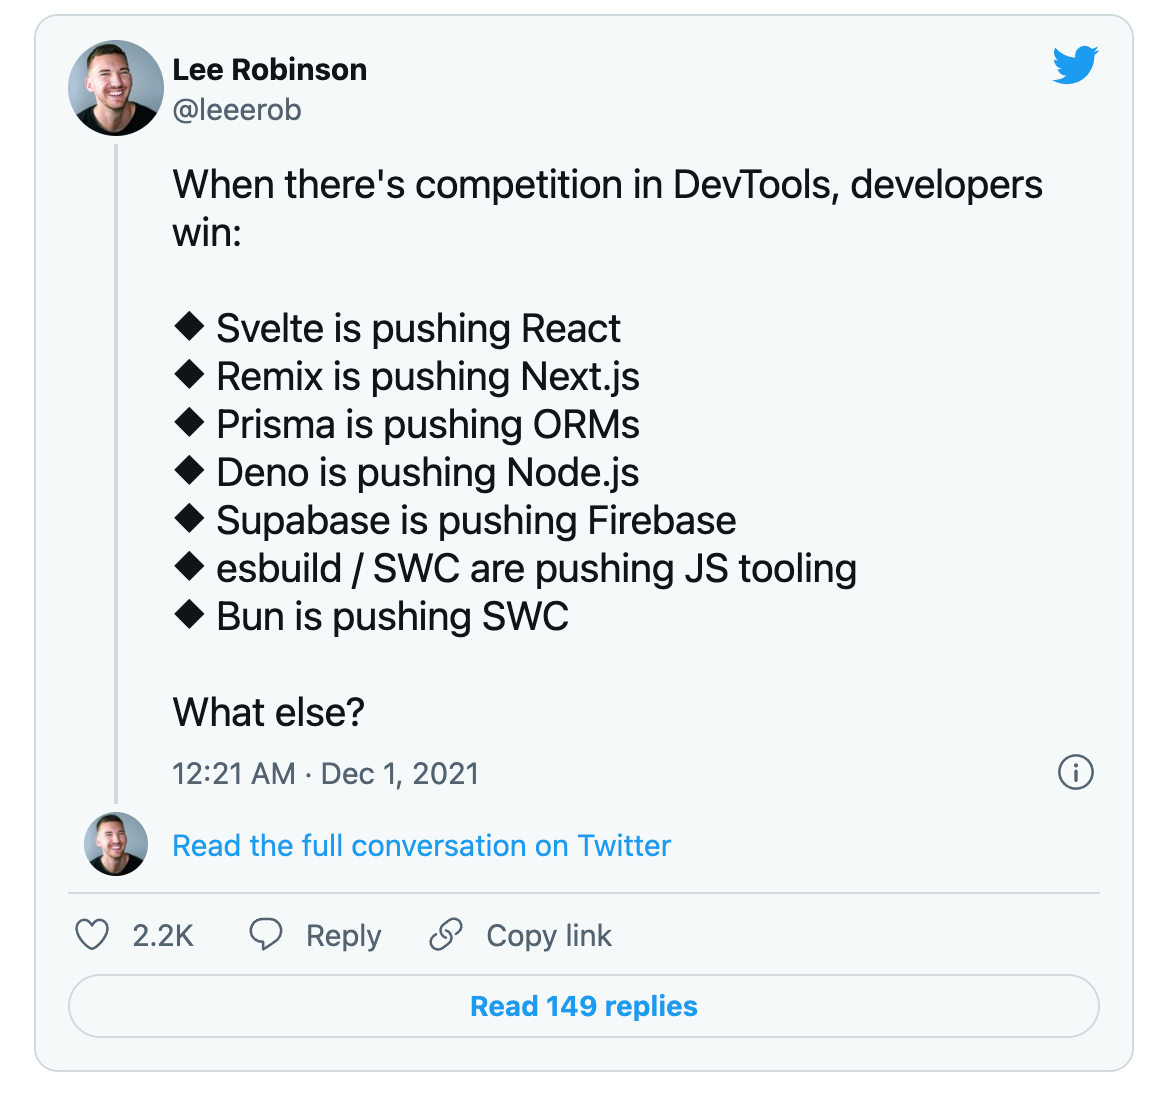 Lee Robinson
@leeerob
When there's competition in DevTools, developers
win:
◆ Svelte is pushing React
◆ Remix is pushing Next.js
◆ Prisma is pushing ORMs
◆ Deno is pushing Node.js
◆ Supabase is pushing Firebase
◆ esbuild / SWC are pushing JS tooling
◆ Bun is pushing SWC
What else?
12:21 AM · Dec 1, 2021
Read the full conversation on Twitter
2.2K Reply Copy link
Read 149 replies